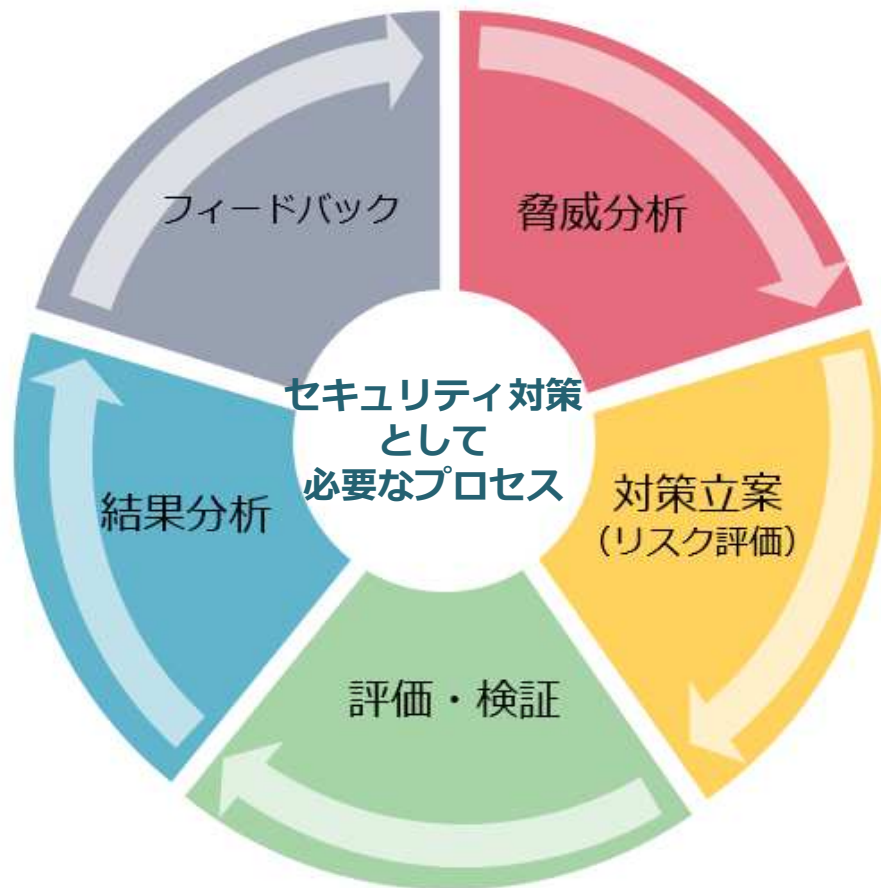 フィードバック
脅威分析
セキュリティ対策
として
必要なプロセス
対策立案
（リスク評価）
結果分析
評価・検証